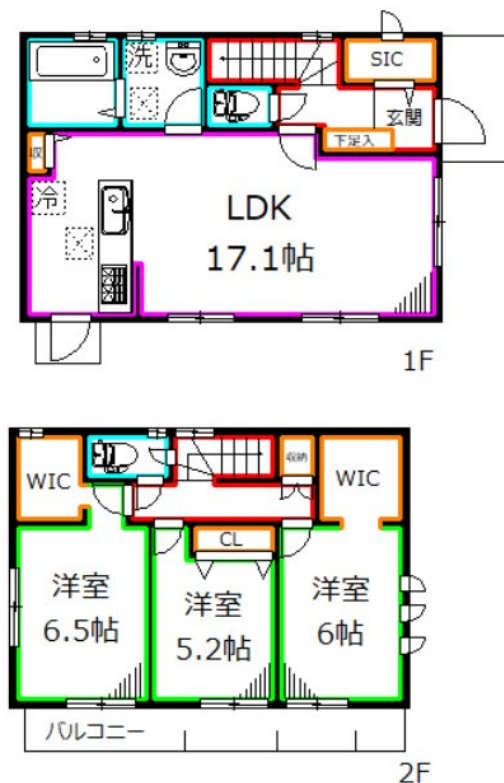 洗
SIC
玄関
下足入
収
冷
LDK
17.1帖
1F
WIC
収納
WIC
CL
洋室
6.5帖
洋室
5.2帖
洋室
6帖
バルコニー
2F